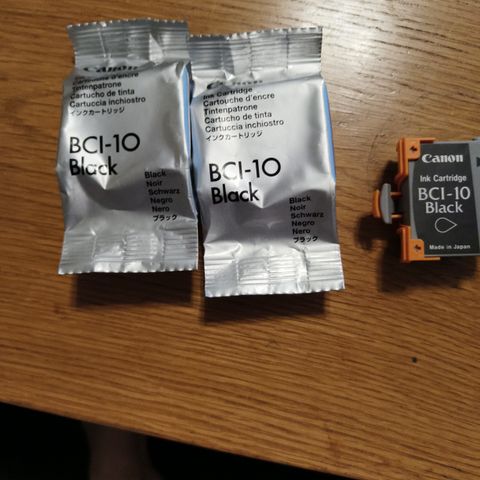 Canon
Ink Cartridge
Cartouche d'encre
Tintenpatrone
Cartucho de tinta
Cartuccia inchiostro
インクカートリッジ
BCI-10
Black
Black
Noir
Schwarz
Negro
Nero
ブラック
Canon
Ink Cartridge
Cartouche d'encre
Tintenpatrone
Cartucho de tinta
Cartuccia inchiostro
インクカートリッジ
BCI-10
Black
Black
Noir
Schwarz
Negro
Nero
ブラック
Canon
Ink Cartridge
BCI-10
Black
Made in Japan